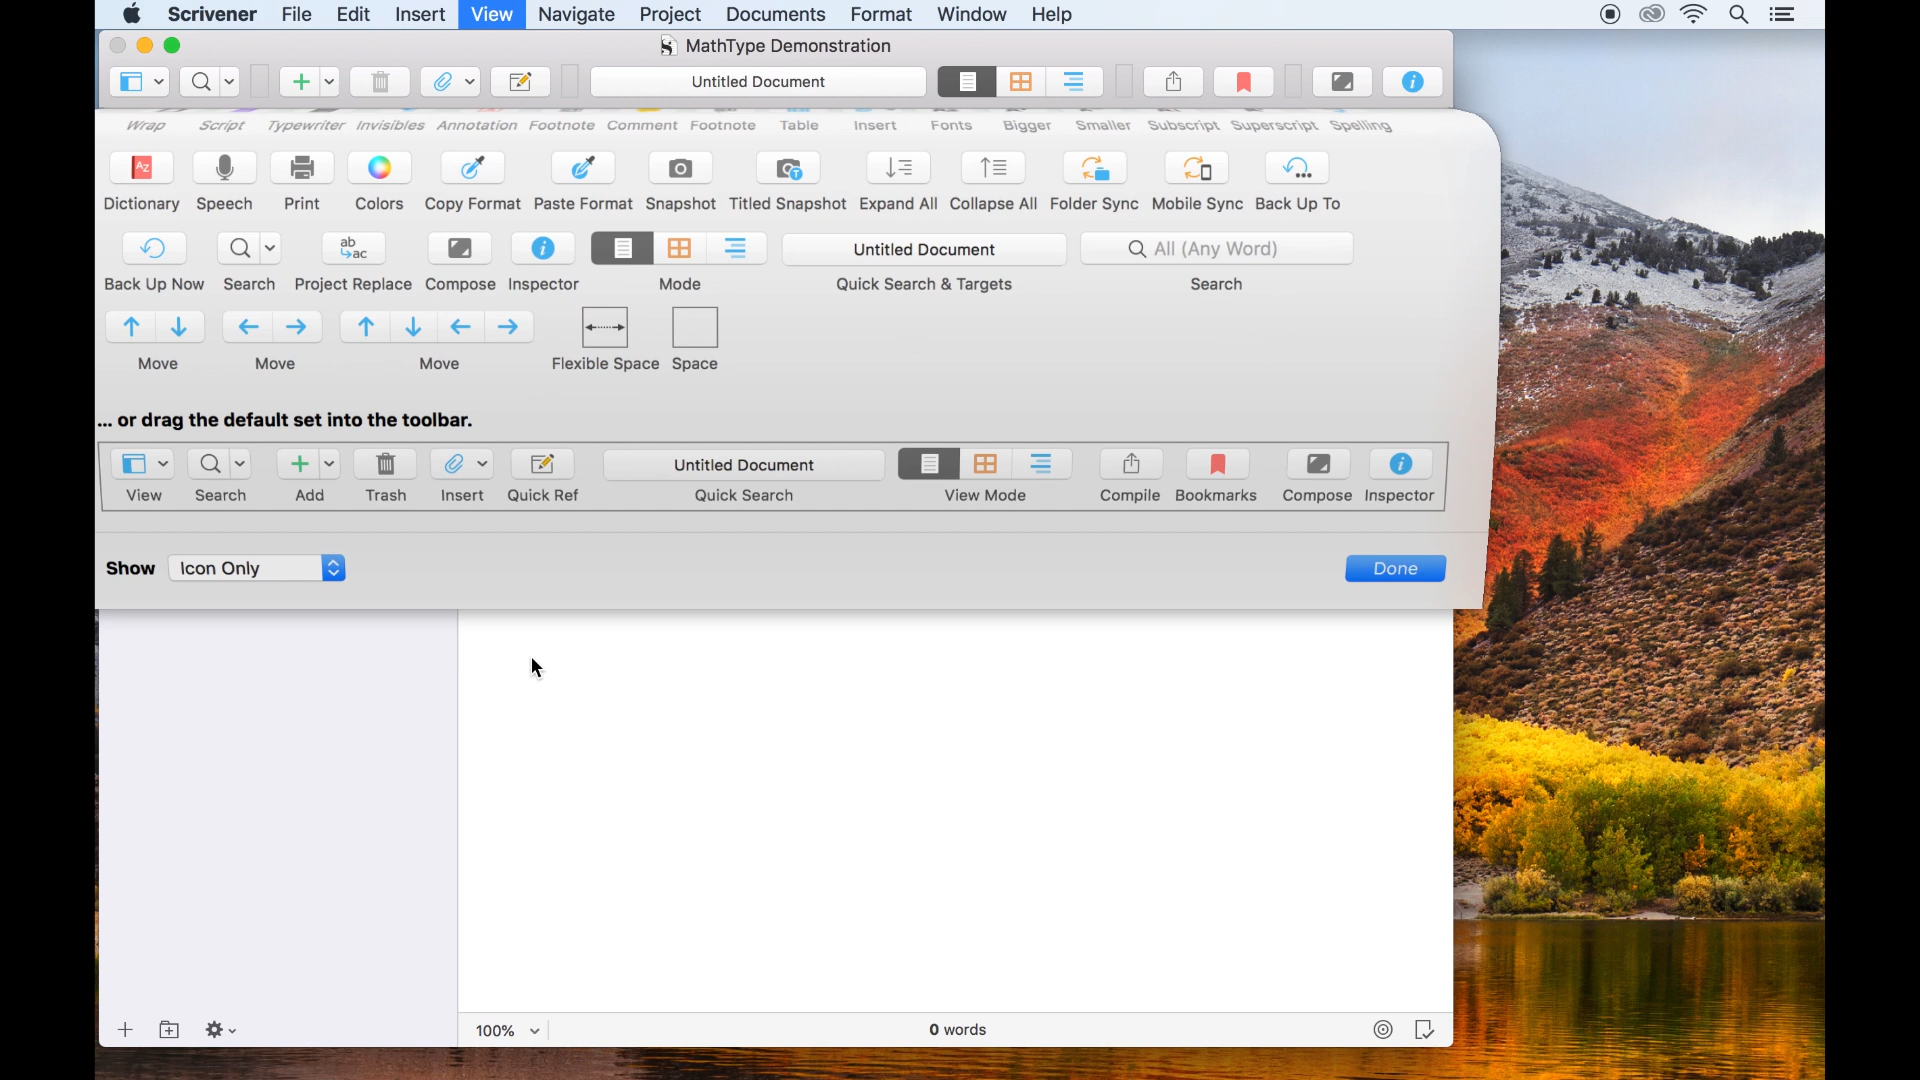 Scrivener File Edit Insert View Navigate Project Documents Format Window Help
MathType Demonstration
Untitled Document
Wrap Script Typewriter Invisibles Annotation Footnote Comment Footnote Table Insert Fonts Bigger Smaller Subscript Superscript Spelling
AZ
Dictionary Speech Print Colors Copy Format Paste Format Snapshot Titled Snapshot Expand All Collapse All Folder Sync Mobile Sync Back Up To
ab
ac
Untitled Document
All (Any Word)
Back Up Now Search Project Replace Compose Inspector Mode Quick Search & Targets Search
Move Move Move Flexible Space Space
... or drag the default set into the toolbar.
Untitled Document
View Search Add Trash Insert Quick Ref Quick Search View Mode Compile Bookmarks Compose Inspector
Show Icon Only Done
100% 0 words